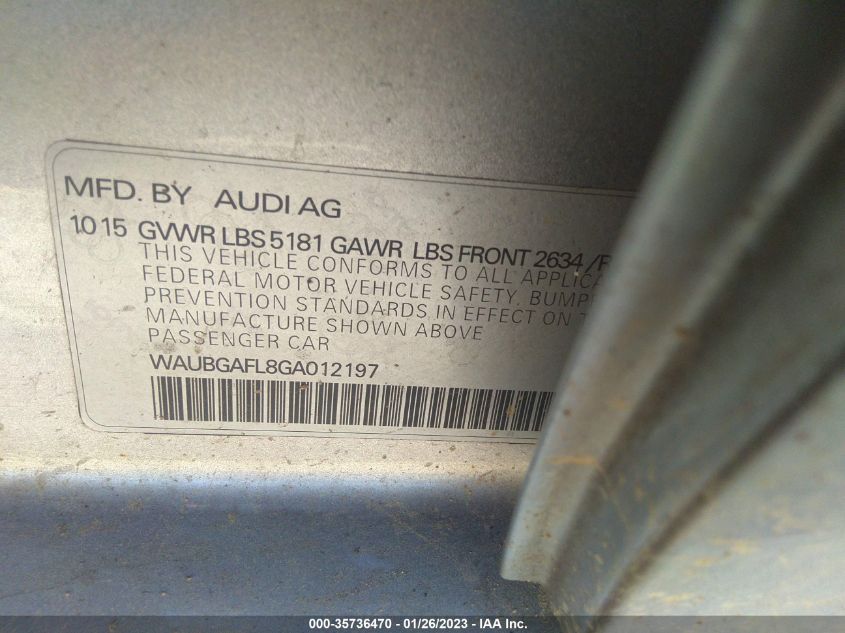 MFD. BY AUDI AG
10 15 GVWR LBS 5181 GAWR LBS FRONT 2634 /R
THIS VEHICLE CONFORMS TO ALL
FEDERAL MOTOR VEHICLE SAFETY,
PREVENTION STANDARDS IN EFFECT ON
MANUFACTURE SHOWN ABOVE
PASSENGER CAR
WAUBGAFL8GA012197
000-35736470 — 01/26/2023 — IAA Inc.